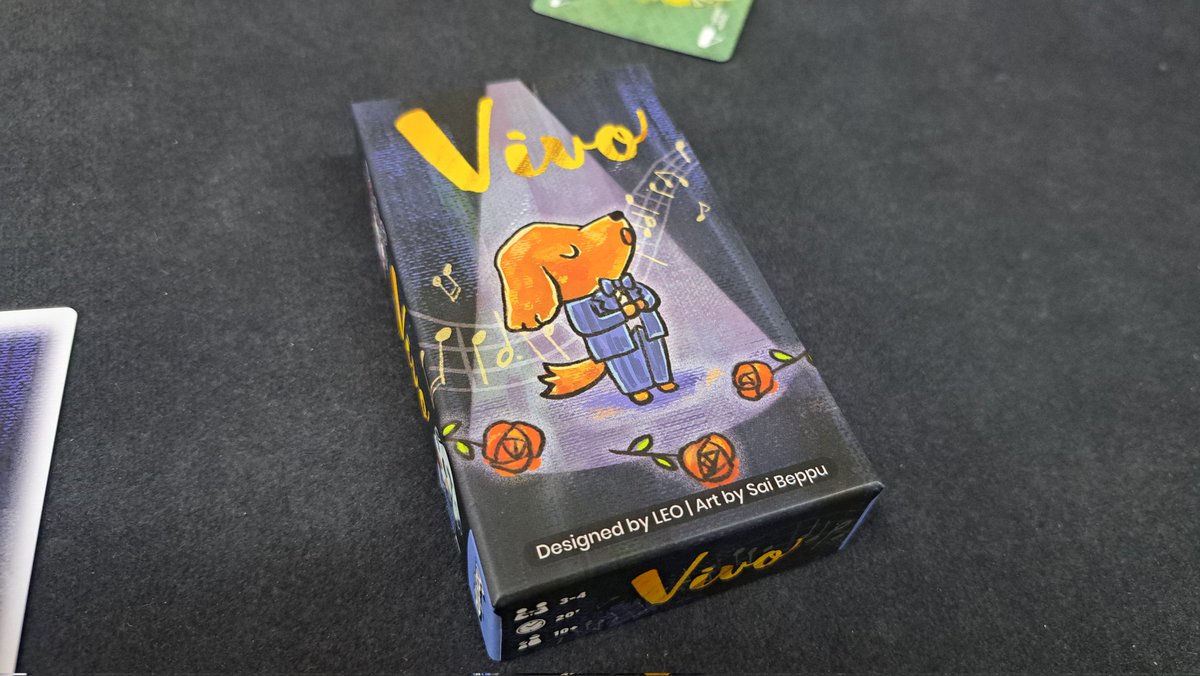 Vivo
Designed by LEO | Art by Sai Beppu
Vivo
3-4
20'
10+